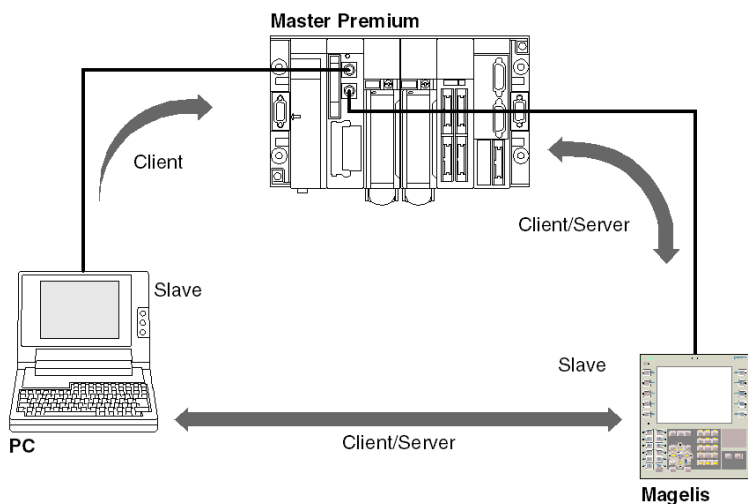 Master Premium
Client
Client/Server
Slave
Slave
PC
Client/Server
Magelis